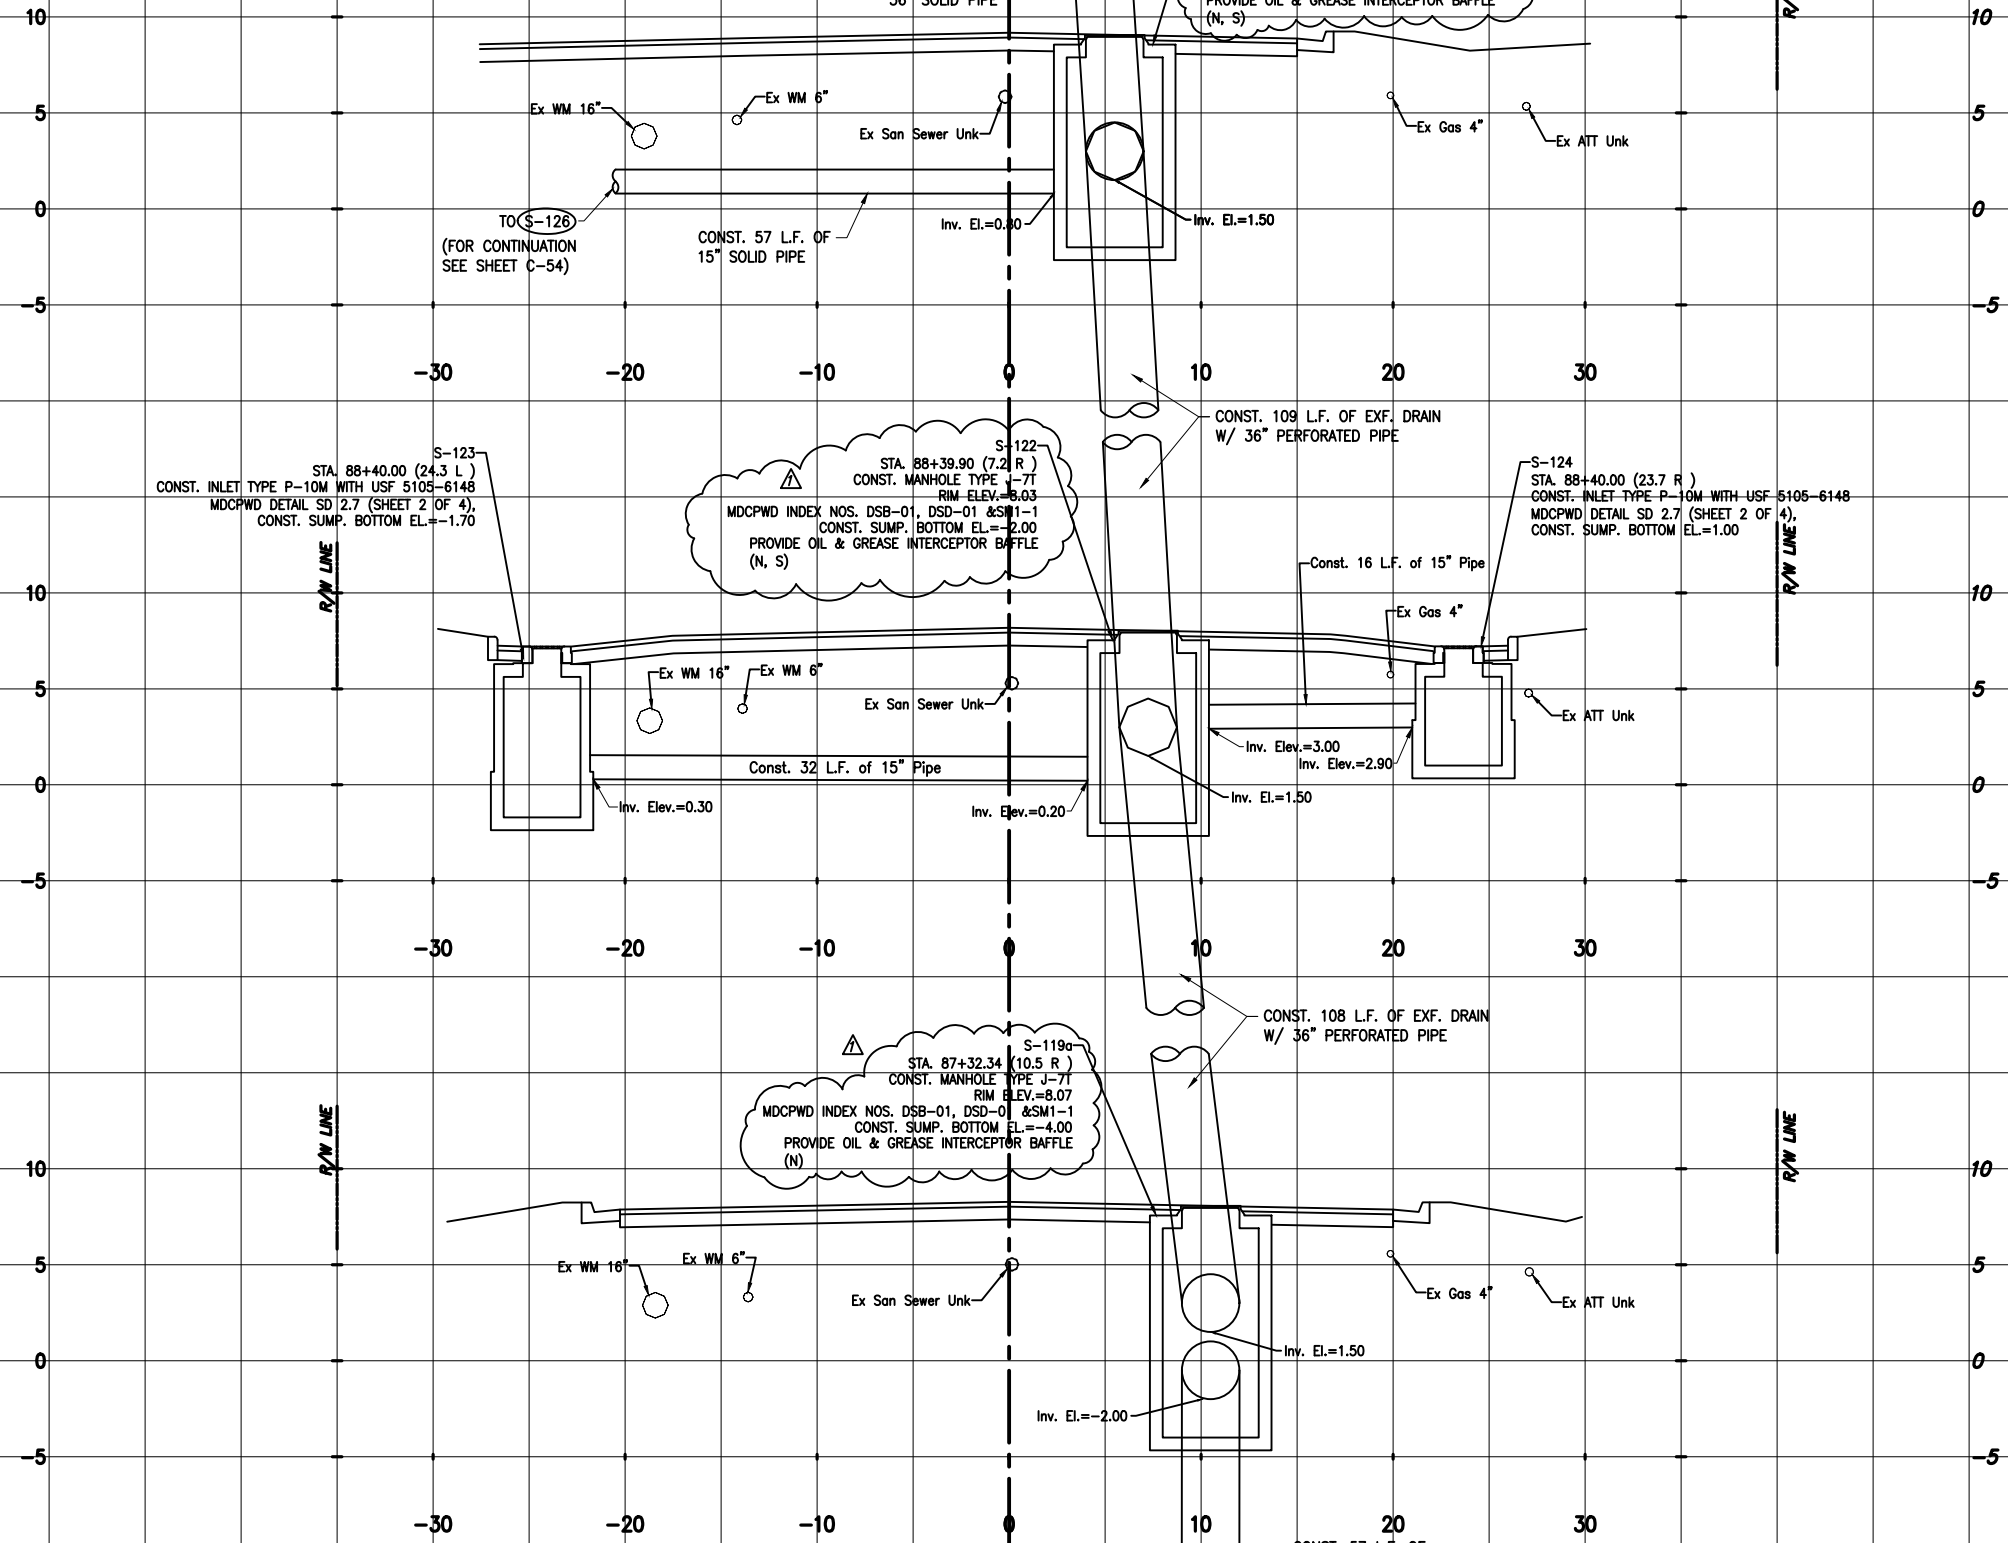 36" SOLID PIPE
PROVIDE OIL & GREASE INTERCEPTOR BAFFLE
(N, S)
10
10
Ex WM 16"
Ex WM 6"
Ex San Sewer Unk
Ex Gas 4"
Ex ATT Unk
5
5
0
0
TO S-126
(FOR CONTINUATION
SEE SHEET C-54)
CONST. 57 L.F. OF
15" SOLID PIPE
Inv. El.=0.80
Inv. El.=1.50
-5
-5
-30
-20
-10
0
10
20
30
CONST. 109 L.F. OF EXF. DRAIN
W/ 36" PERFORATED PIPE
S-123
STA. 88+40.00 (24.3 L )
CONST. INLET TYPE P-10M WITH USF 5105-6148
MDCPWD DETAIL SD 2.7 (SHEET 2 OF 4),
CONST. SUMP. BOTTOM EL.=-1.70
1
S-122
STA. 88+39.90 (7.2 R )
CONST. MANHOLE TYPE J-7T
RIM ELEV.=8.03
MDCPWD INDEX NOS. DSB-01, DSD-01 &SM1-1
CONST. SUMP. BOTTOM EL.=-2.00
PROVIDE OIL & GREASE INTERCEPTOR BAFFLE
(N, S)
S-124
STA. 88+40.00 (23.7 R )
CONST. INLET TYPE P-10M WITH USF 5105-6148
MDCPWD DETAIL SD 2.7 (SHEET 2 OF 4),
CONST. SUMP. BOTTOM EL.=1.00
R/W LINE
R/W LINE
Const. 16 L.F. of 15" Pipe
10
10
Ex Gas 4"
Ex WM 16"
Ex WM 6"
Ex San Sewer Unk
Ex ATT Unk
5
5
Inv. Elev.=3.00
Inv. Elev.=2.90
Const. 32 L.F. of 15" Pipe
0
0
Inv. Elev.=0.30
Inv. Elev.=0.20
Inv. El.=1.50
-5
-5
-30
-20
-10
0
10
20
30
CONST. 108 L.F. OF EXF. DRAIN
W/ 36" PERFORATED PIPE
1
S-119a
STA. 87+32.34 (10.5 R )
CONST. MANHOLE TYPE J-7T
RIM ELEV.=8.07
MDCPWD INDEX NOS. DSB-01, DSD-01 &SM1-1
CONST. SUMP. BOTTOM EL.=-4.00
PROVIDE OIL & GREASE INTERCEPTOR BAFFLE
(N)
R/W LINE
R/W LINE
10
10
Ex WM 16"
Ex WM 6"
Ex San Sewer Unk
Ex Gas 4"
Ex ATT Unk
5
5
Inv. El.=1.50
0
0
Inv. El.=-2.00
-5
-5
-30
-20
-10
0
10
20
30